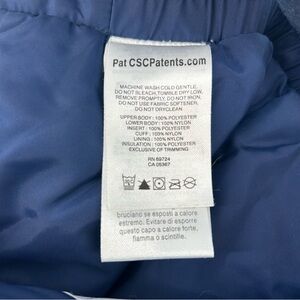 Pat CSCPatents.com
MACHINE WASH COLD GENTLE,
DO NOT BLEACH,TUMBLE DRY LOW,
REMOVE PROMPTLY, DO NOT IRON,
DO NOT USE FABRIC SOFTENER,
DO NOT DRYCLEAN
UPPER BODY : 100% POLYESTER
LOWER BODY : 100% NYLON
INSERT : 100% POLYESTER
CUFF : 100% NYLON
LINING : 100% NYLON
INSULATION : 100% POLYESTER
EXCLUSIVE OF TRIMMING
RN 69724
CA 05367
bruciano se esposti a calore
estremo. Evitare di esporre
questo capo a calore forte,
fiamma o scintille.